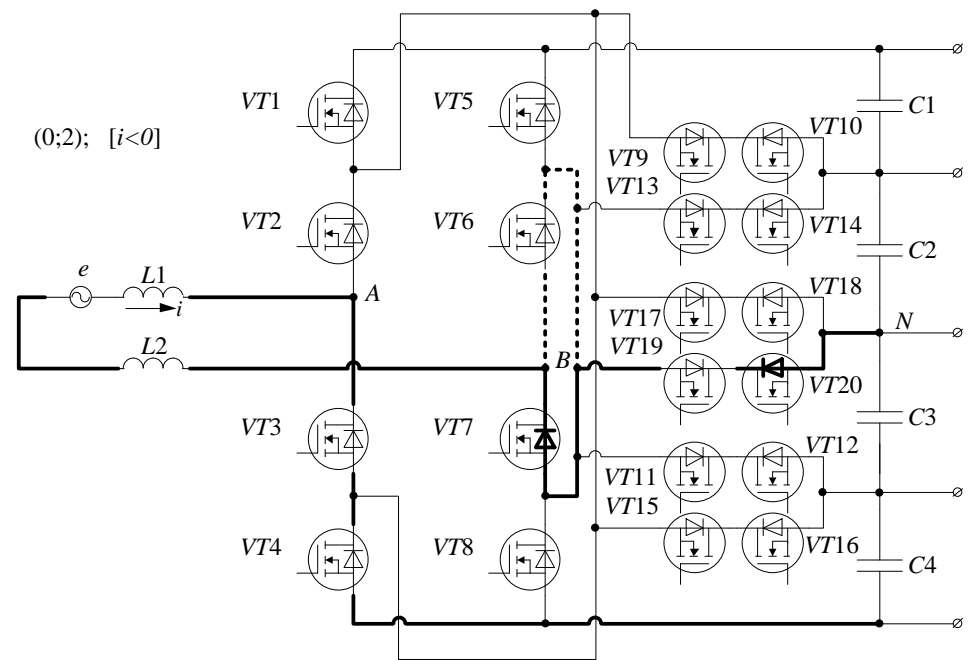 VT1
VT5
C1
(0;2); [i<0]
VT10
VT9
VT13
VT2
VT6
VT14
C2
e
L1
A
VT18
i
VT17
N
L2
VT19
B
VT20
VT3
VT7
C3
VT12
VT11
VT15
VT4
VT8
VT16
C4